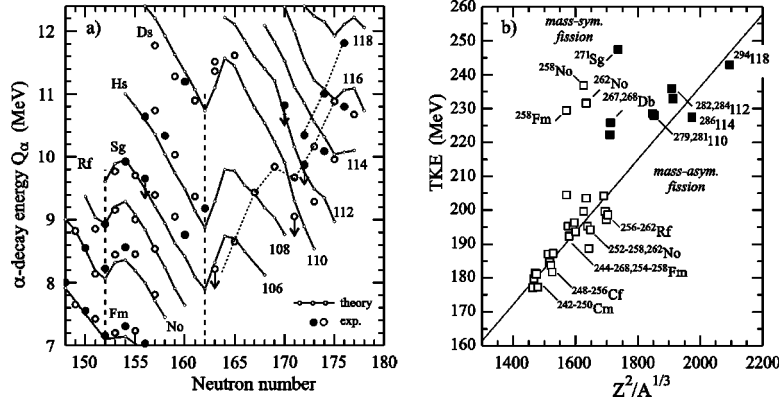 a)
α-decay energy Qα (MeV)
12
11
10
9
8
7
Ds
Hs
Rf
Sg
Fm
No
118
116
114
112
110
108
106
theory
exp.
150
155
160
165
170
175
180
Neutron number
b)
TKE (MeV)
260
250
240
230
220
210
200
190
180
170
160
mass-sym.
fission
271Sg
258No
262No
267,268Db
258Fm
294118
282,284112
286114
279,281110
mass-asym.
fission
256-262Rf
252-258,262No
244-268,254-258Fm
248-256Cf
242-250Cm
1400
1600
1800
2000
2200
Z²/A^1/3